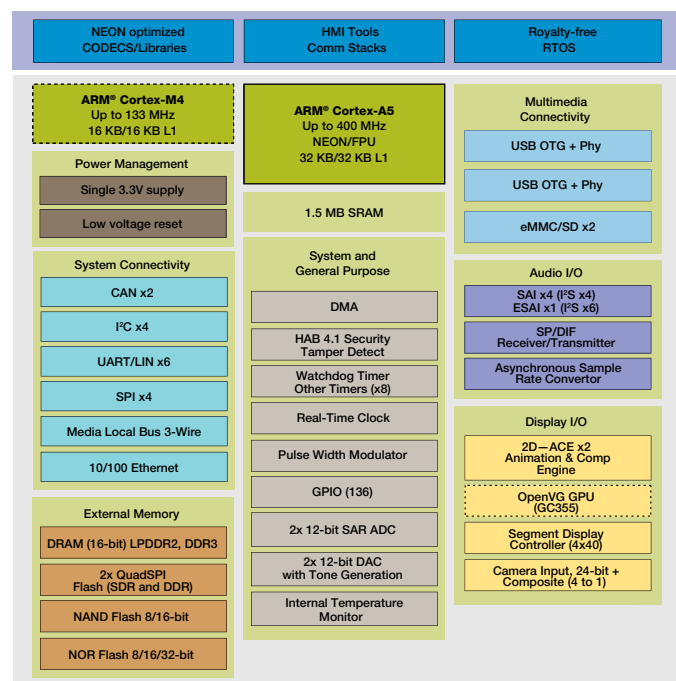 NEON optimized
CODECS/Libraries
HMI Tools
Comm Stacks
Royalty-free
RTOS
ARM® Cortex-M4
Up to 133 MHz
16 KB/16 KB L1
Power Management
Single 3.3V supply
Low voltage reset
System Connectivity
CAN x2
I²C x4
UART/LIN x6
SPI x4
Media Local Bus 3-Wire
10/100 Ethernet
External Memory
DRAM (16-bit) LPDDR2, DDR3
2x QuadSPI
Flash (SDR and DDR)
NAND Flash 8/16-bit
NOR Flash 8/16/32-bit
ARM® Cortex-A5
Up to 400 MHz
NEON/FPU
32 KB/32 KB L1
1.5 MB SRAM
System and
General Purpose
DMA
HAB 4.1 Security
Tamper Detect
Watchdog Timer
Other Timers (x8)
Real-Time Clock
Pulse Width Modulator
GPIO (136)
2x 12-bit SAR ADC
2x 12-bit DAC
with Tone Generation
Internal Temperature
Monitor
Multimedia
Connectivity
USB OTG + Phy
USB OTG + Phy
eMMC/SD x2
Audio I/O
SAI x4 (I²S x4)
ESAI x1 (I²S x6)
SP/DIF
Receiver/Transmitter
Asynchronous Sample
Rate Convertor
Display I/O
2D—ACE x2
Animation & Comp
Engine
OpenVG GPU
(GC355)
Segment Display
Controller (4x40)
Camera Input, 24-bit +
Composite (4 to 1)